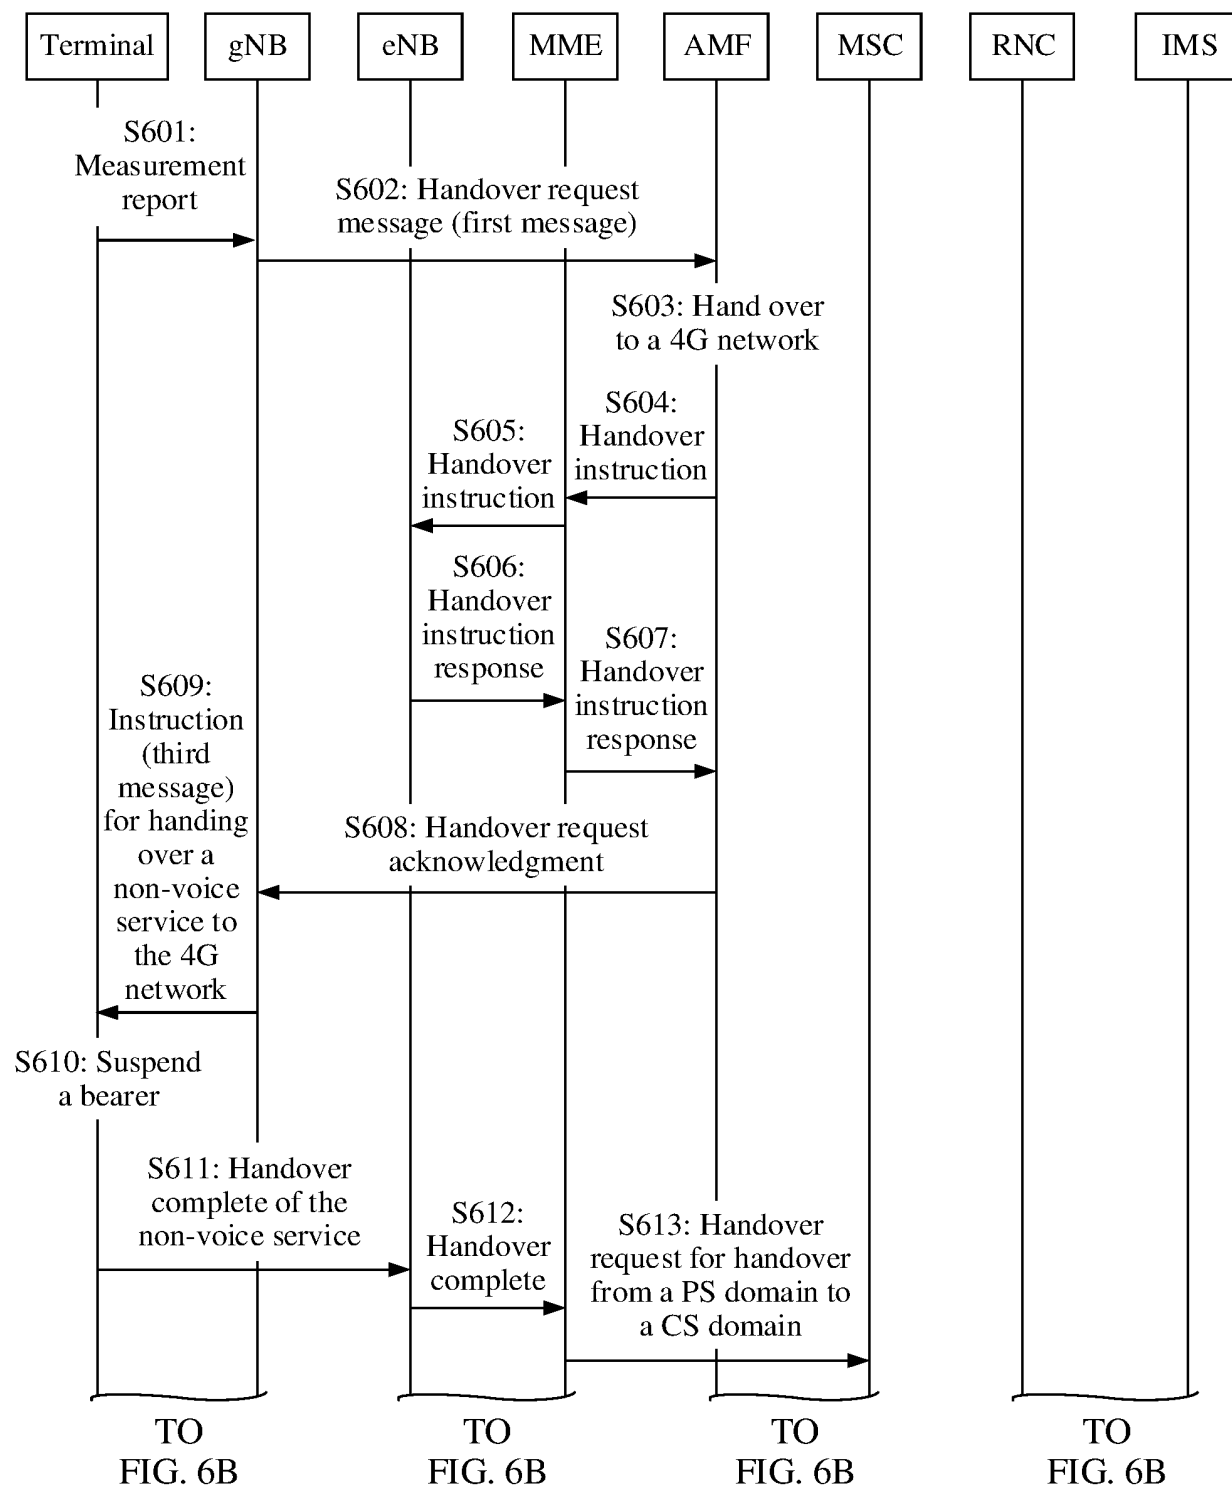 Terminal
gNB
eNB
MME
AMF
MSC
RNC
IMS
S601:
Measurement
report
S602: Handover request
message (first message)
S603: Hand over
to a 4G network
S604:
Handover
instruction
S605:
Handover
instruction
S606:
Handover
instruction
response
S607:
Handover
instruction
response
S608: Handover request
acknowledgment
S609:
Instruction
(third
message)
for handing
over a
non-voice
service to
the 4G
network
S610: Suspend
a bearer
S611: Handover
complete of the
non-voice service
S612:
Handover
complete
S613: Handover
request for handover
from a PS domain to
a CS domain
TO
FIG. 6B
TO
FIG. 6B
TO
FIG. 6B
TO
FIG. 6B